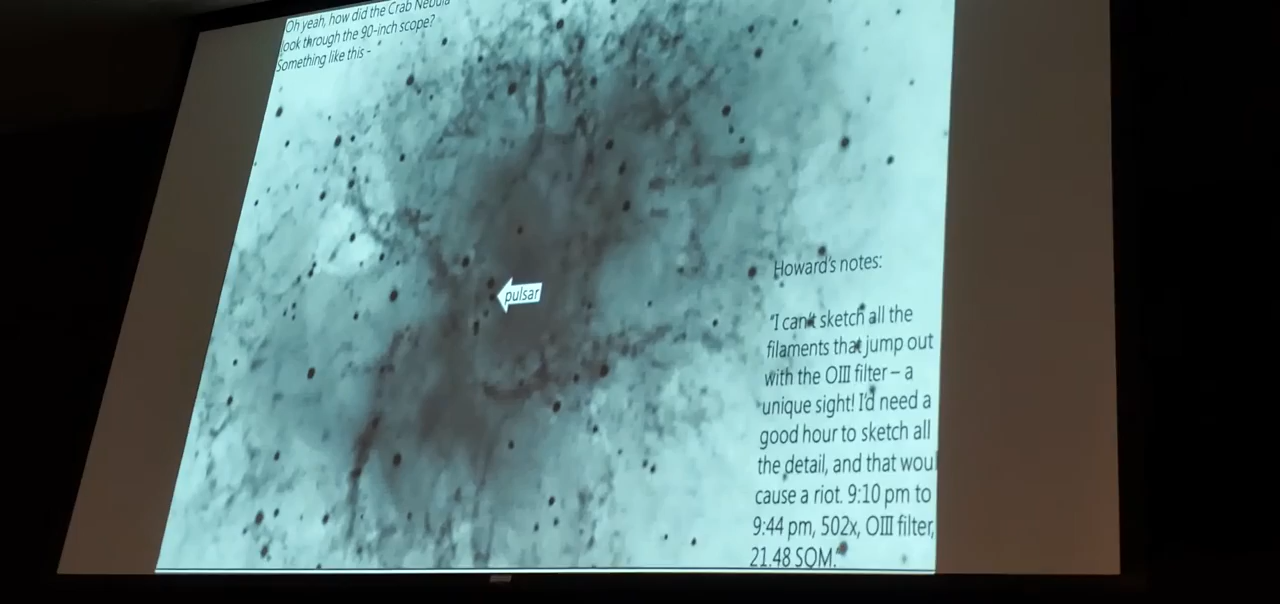 Oh yeah, how did the Crab Nebula
look through the 90-inch scope?
Something like this -
pulsar
Howard's notes:
"I can't sketch all the
filaments that jump out
with the OIII filter – a
unique sight! I'd need a
good hour to sketch all
the detail, and that woul
cause a riot. 9:10 pm to
9:44 pm, 502x, OIII filter,
21.48 SQM."